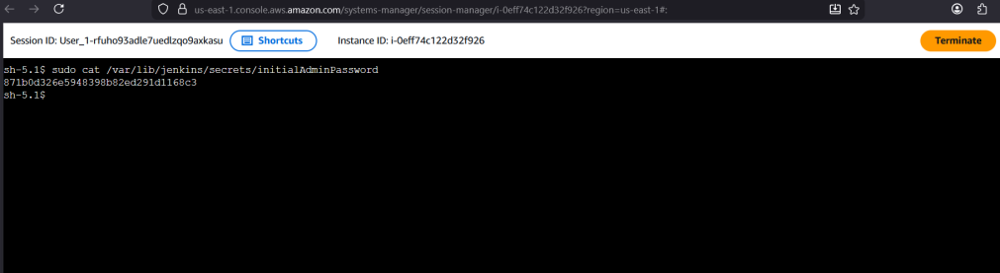 us-east-1.console.aws.amazon.com/systems-manager/session-manager/i-0eff74c122d32f926?region=us-east-1#:
Session ID: User_1-rfuho93adle7uedlzqo9axkasu Shortcuts Instance ID: i-0eff74c122d32f926 Terminate
sh-5.1$ sudo cat /var/lib/jenkins/secrets/initialAdminPassword
871b0d326e5948398b82ed291d1168c3
sh-5.1$